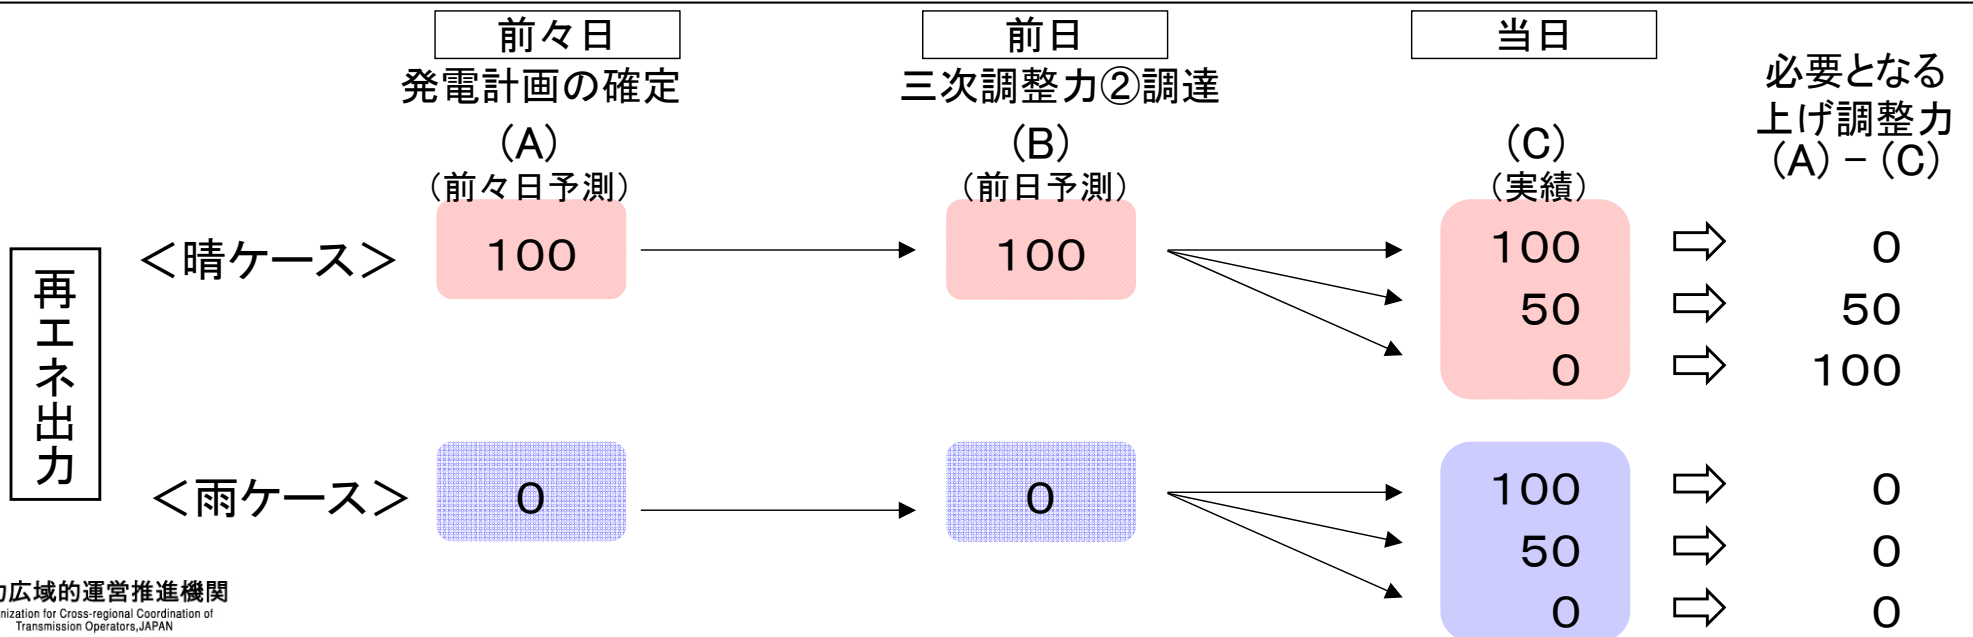 前々日
発電計画の確定
(A)
(前々日予測)
前日
三次調整力②調達
(B)
(前日予測)
当日
(C)
(実績)
必要となる
上げ調整力
(A) − (C)
再エネ出力
＜晴ケース＞
100
100
100 ⇨ 0
50 ⇨ 50
0 ⇨ 100
＜雨ケース＞
0
0
100 ⇨ 0
50 ⇨ 0
0 ⇨ 0
広域的運営推進機関
nization for Cross-regional Coordination of
Transmission Operators,JAPAN